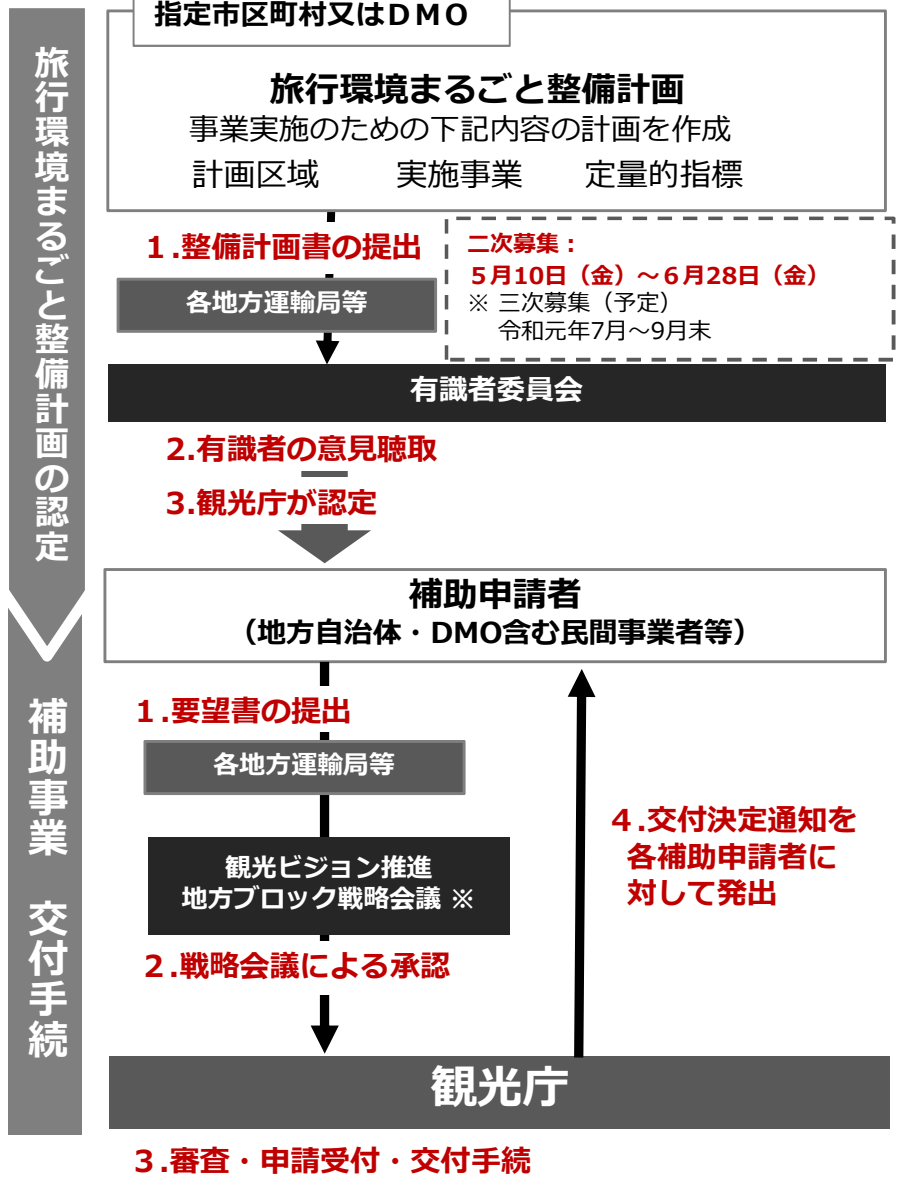 旅行環境まるごと整備計画の認定
指定市区町村又はＤＭＯ
旅行環境まるごと整備計画
事業実施のための下記内容の計画を作成
計画区域 実施事業 定量的指標
１.整備計画書の提出
二次募集：
５月10日（金）～６月28日（金）
※ 三次募集（予定）
令和元年7月～9月末
各地方運輸局等
有識者委員会
2.有識者の意見聴取
3.観光庁が認定
補助事業 交付手続
補助申請者
（地方自治体・DMO含む民間事業者等）
１.要望書の提出
各地方運輸局等
観光ビジョン推進
地方ブロック戦略会議 ※
２.戦略会議による承認
４.交付決定通知を
各補助申請者に
対して発出
観光庁
３.審査・申請受付・交付手続